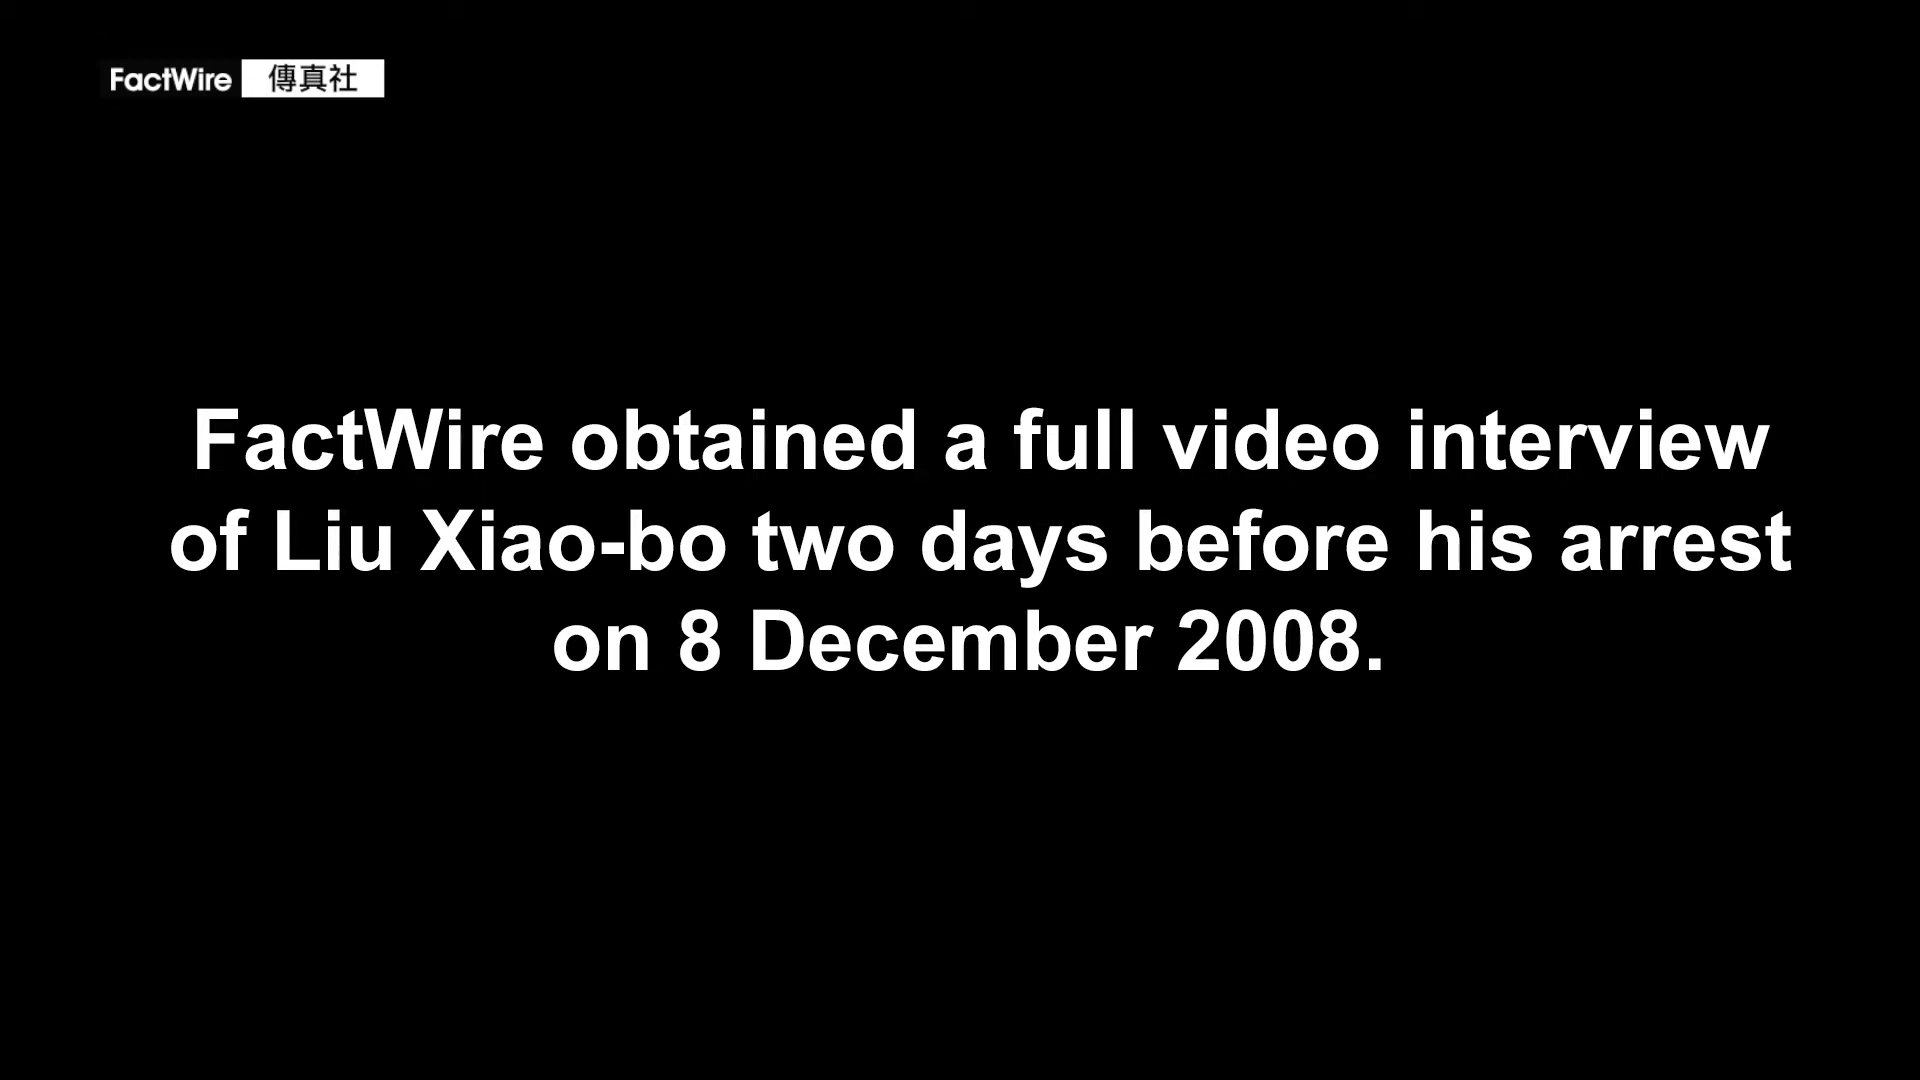 FactWire 傳真社
FactWire obtained a full video interview
of Liu Xiao-bo two days before his arrest
on 8 December 2008.